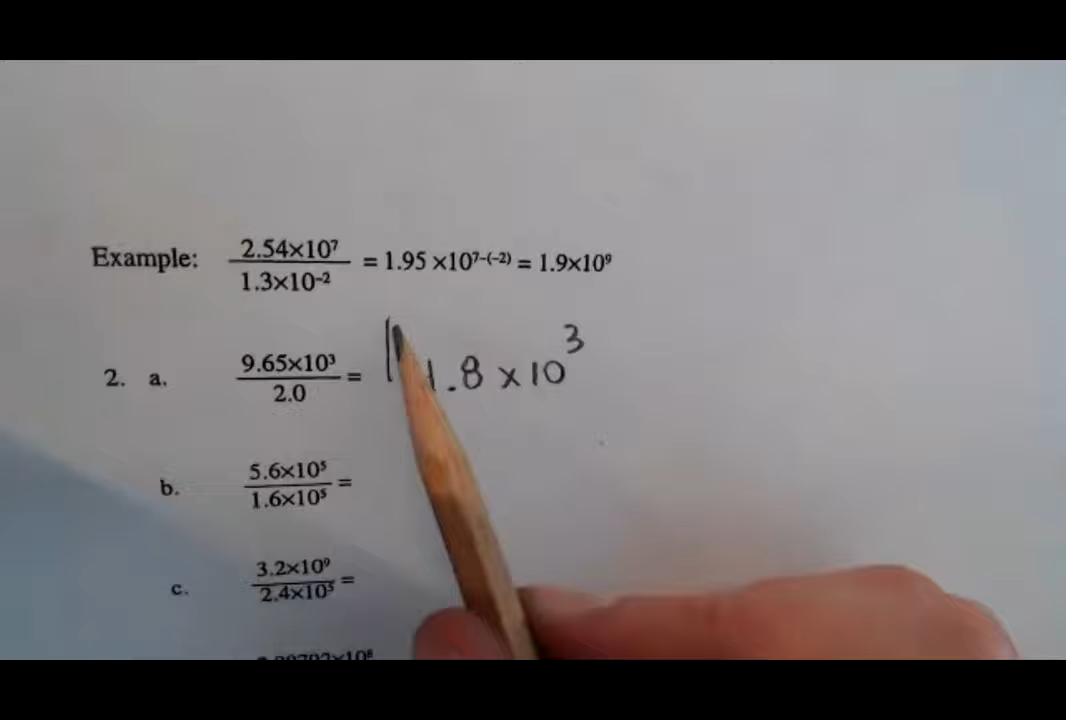 Example: 2.54×10⁷ / 1.3×10⁻² = 1.95 ×10⁷⁻⁽⁻²⁾ = 1.9×10⁹
2. a. 9.65×10³ / 2.0 = 4.8 × 10³
b. 5.6×10⁵ / 1.6×10⁵ =
c. 3.2×10⁹ / 2.4×10⁵ =